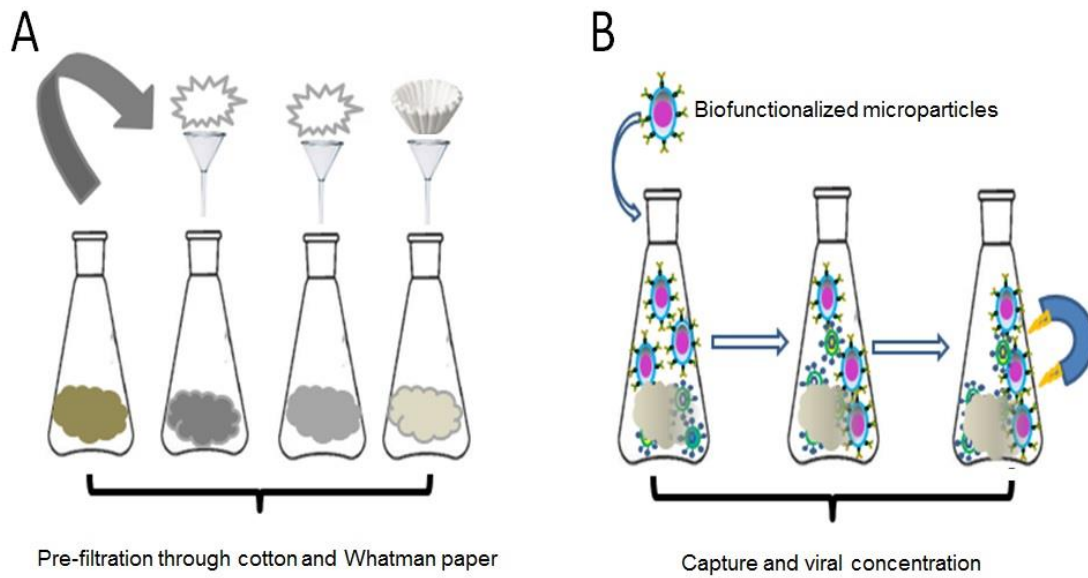 A
B
Biofunctionalized microparticles
Pre-filtration through cotton and Whatman paper
Capture and viral concentration